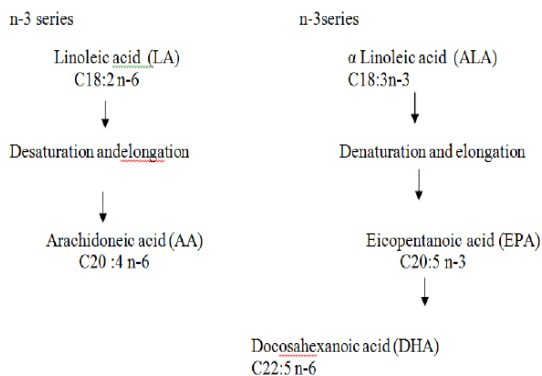 n-3 series
Linoleic acid (LA)
C18:2 n-6
Desaturation andelongation
Arachidoneic acid (AA)
C20 :4 n-6
n-3series
α Linoleic acid (ALA)
C18:3n-3
Denaturation and elongation
Eicopentanoic acid (EPA)
C20:5 n-3
Docosahexanoic acid (DHA)
C22:5 n-6